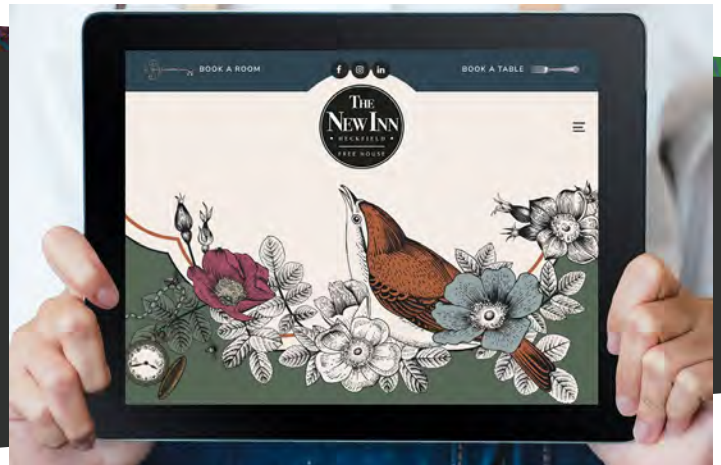 BOOK A ROOM
f in
BOOK A TABLE
THE
NEW INN
HECKFIELD
FREE HOUSE